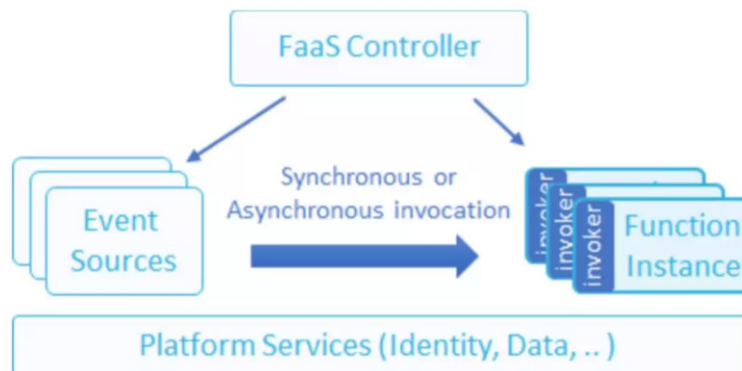 FaaS Controller
Synchronous or
Asynchronous invocation
Event
Sources
invoker
invoker
invoker
Function
Instance
Platform Services (Identity, Data, .. )